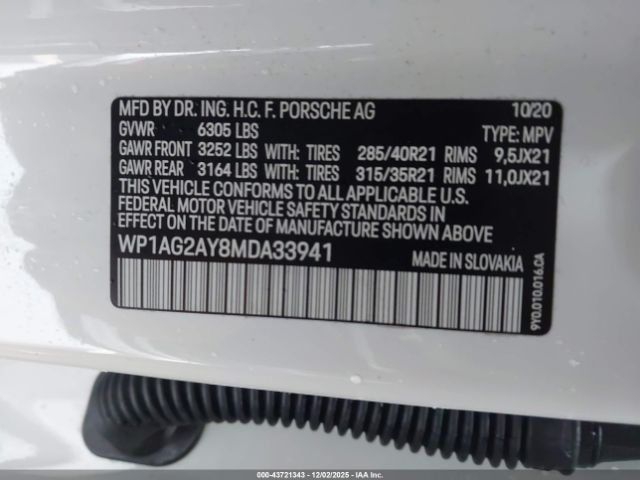 MFD BY DR. ING. H.C. F. PORSCHE AG 10/20
GVWR 6305 LBS TYPE: MPV
GAWR FRONT 3252 LBS WITH: TIRES 285/40R21 RIMS 9,5JX21
GAWR REAR 3164 LBS WITH: TIRES 315/35R21 RIMS 11,0JX21
THIS VEHICLE CONFORMS TO ALL APPLICABLE U.S.
FEDERAL MOTOR VEHICLE SAFETY STANDARDS IN
EFFECT ON THE DATE OF MANUFACTURE SHOWN ABOVE
WP1AG2AY8MDA33941 MADE IN SLOVAKIA
9Y0.010.016.CA
000-43721343 - 12/02/2025 - IAA Inc.